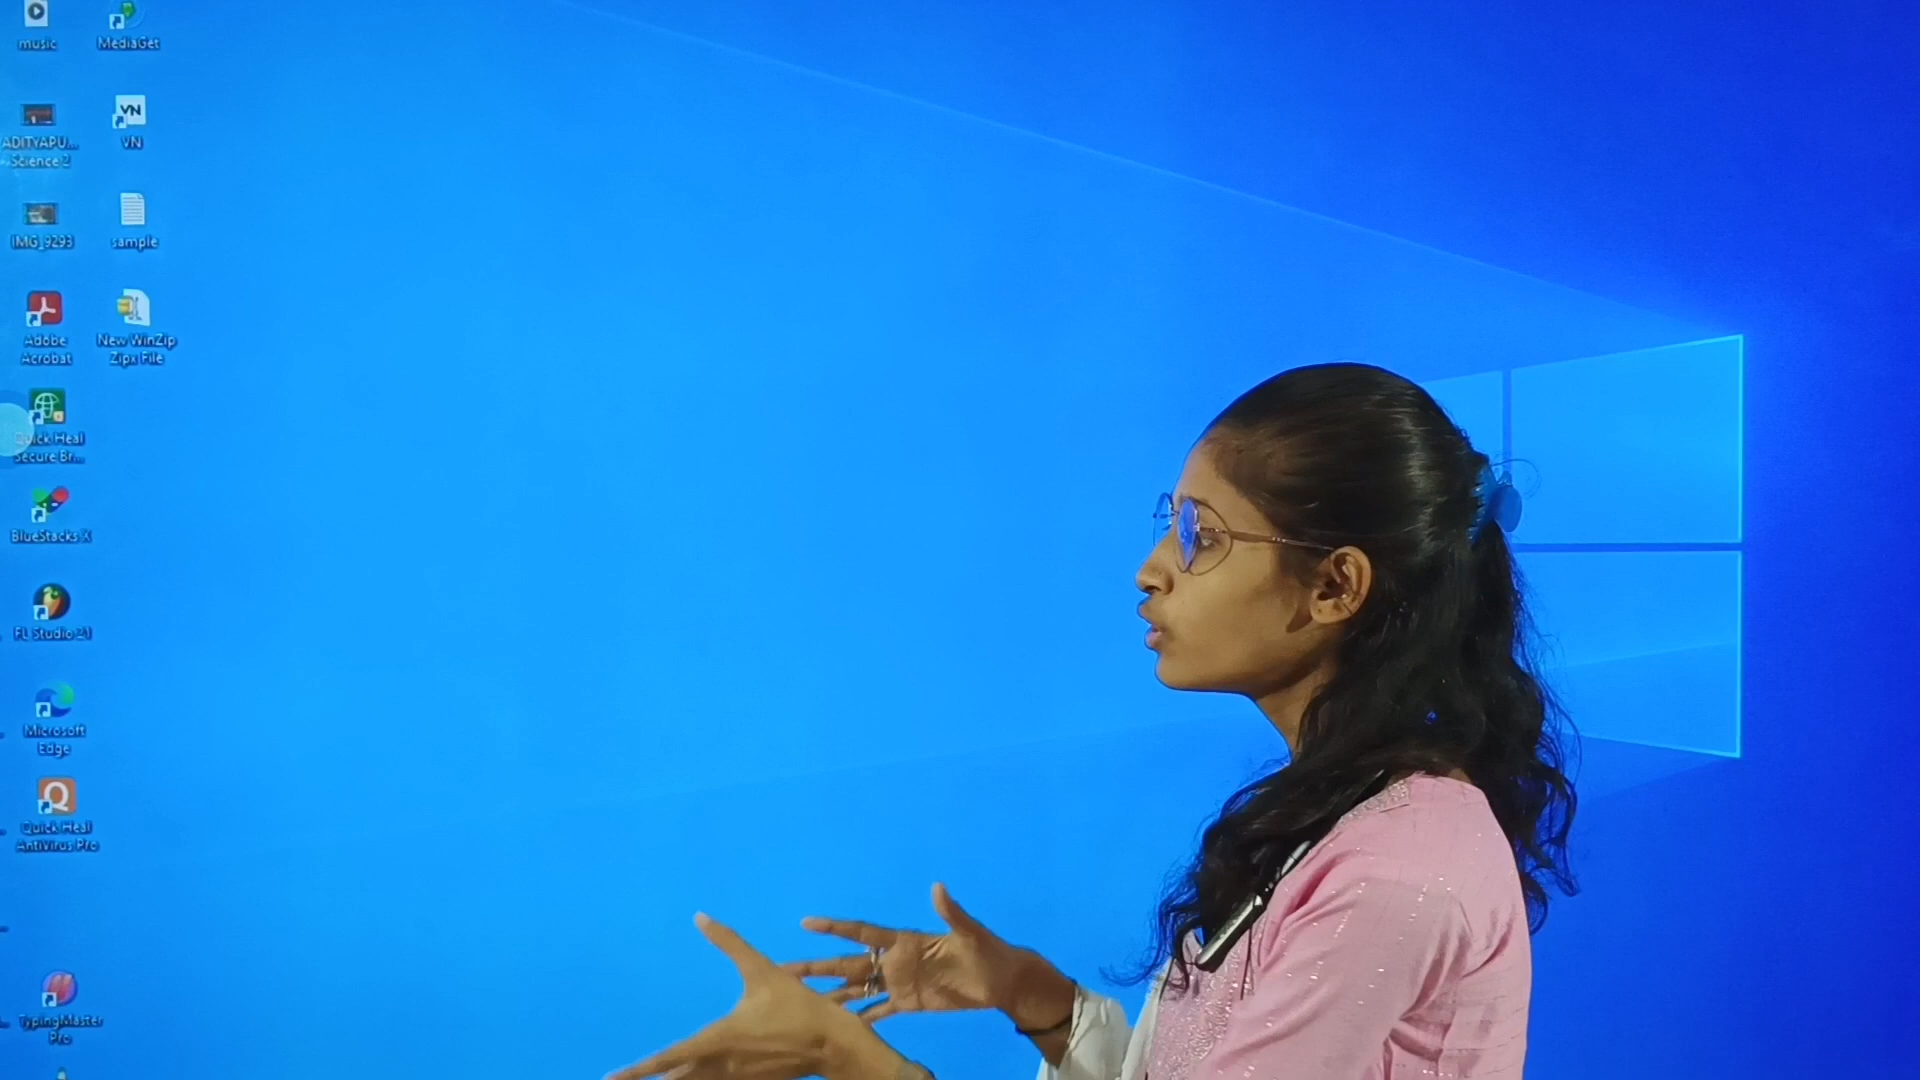 music
MediaGet
ADITYAPU...
Science 2
VN
VN
IMG_9293
sample
Adobe
Acrobat
New WinZip
Zipx File
Quick Heal
Secure Br...
BlueStacks X
FL Studio 21
Microsoft
Edge
Q
Quick Heal
AntiVirus Pro
TypingMaster
Pro